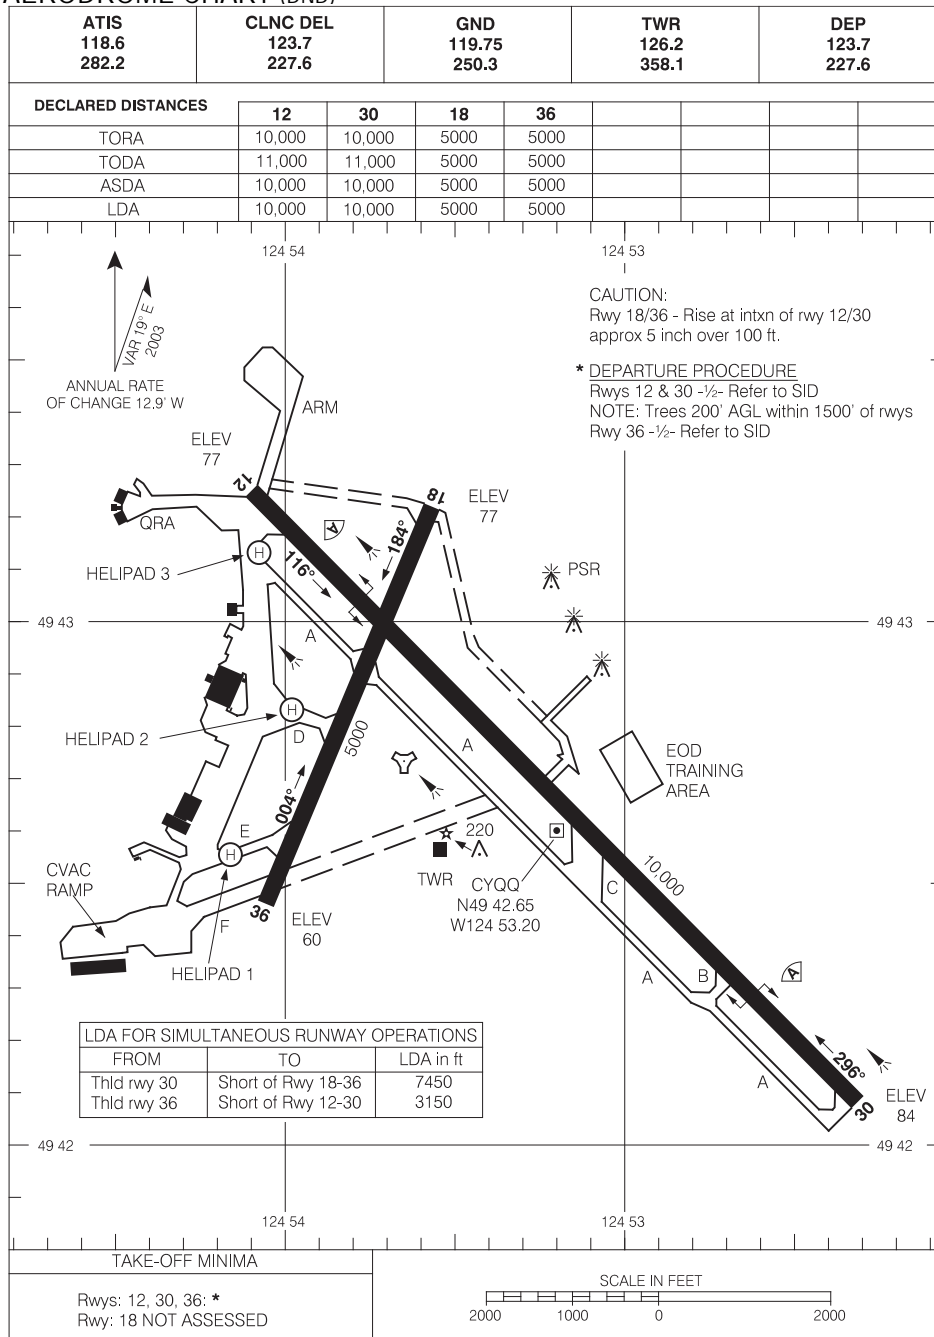 AERODROME CHART (DND)
ATIS CLNC DEL GND TWR DEP
118.6 123.7 119.75 126.2 123.7
282.2 227.6 250.3 358.1 227.6
DECLARED DISTANCES 12 30 18 36
TORA 10,000 10,000 5000 5000
TODA 11,000 11,000 5000 5000
ASDA 10,000 10,000 5000 5000
LDA 10,000 10,000 5000 5000
124 54 124 53
VAR 19° E
2003
ANNUAL RATE
OF CHANGE 12,9' W
CAUTION:
Rwy 18/36 - Rise at intxn of rwy 12/30
approx 5 inch over 100 ft.
* DEPARTURE PROCEDURE
Rwys 12 & 30 -½- Refer to SID
NOTE: Trees 200' AGL within 1500' of rwys
Rwy 36 -½- Refer to SID
ARM
ELEV
77
12
18
ELEV
77
QRA
A
184°
HELIPAD 3
H
116°
PSR
49 43
49 43
A
HELIPAD 2
H
D
5000
A
EOD
TRAINING
AREA
004°
E
220
H
TWR
CYQQ
N49 42.65
W124 53.20
10,000
CVAC
RAMP
C
36
ELEV
60
F
HELIPAD 1
A
B
A
LDA FOR SIMULTANEOUS RUNWAY OPERATIONS
FROM TO LDA in ft
Thld rwy 30 Short of Rwy 18-36 7450
Thld rwy 36 Short of Rwy 12-30 3150
296°
A
30
ELEV
84
49 42
49 42
124 54 124 53
TAKE-OFF MINIMA
Rwys: 12, 30, 36: *
Rwy: 18 NOT ASSESSED
SCALE IN FEET
2000 1000 0 2000